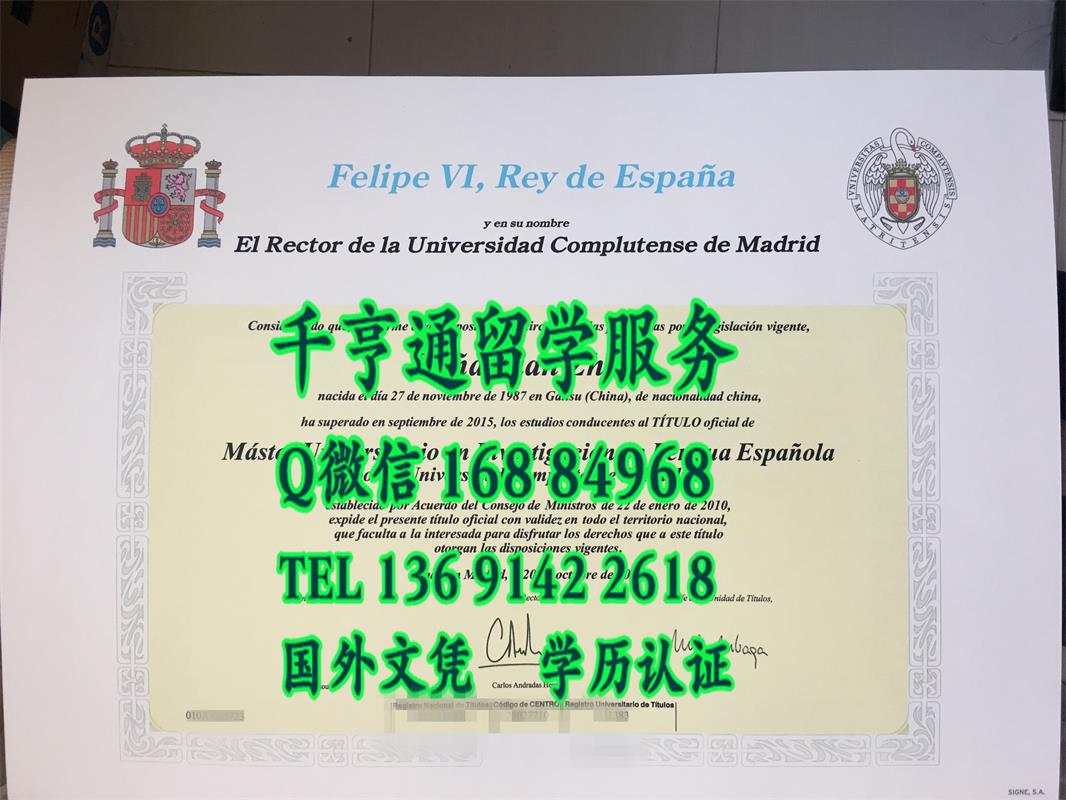 Felipe VI, Rey de España
UNIVERSITAS COMPLUTENSIS MATRITENSIS
y en su nombre
El Rector de la Universidad Complutense de Madrid
legislación vigente,
千亨通留学服务
nacida el día 27 de noviembre de 1987 en Gansu (China), de nacionalidad china,
ha superado en septiembre de 2015, los estudios conducentes al TÍTULO oficial de
Lengua Española
Q微信 168 84968
establecido por Acuerdo del Consejo de Ministros de 22 de enero de 2010,
expide el presente título oficial con validez en todo el territorio nacional,
que faculta a la interesada para disfrutar los derechos que a este título
otorgan las disposiciones vigentes.
Madrid,
TEL 136 9142 2618
de Títulos,
国外文凭 学历认证
Carlos Andradas
Registro Nacional de Títulos Código de CENTRO Registro Universitario de Títulos
SIGNE, S.A.